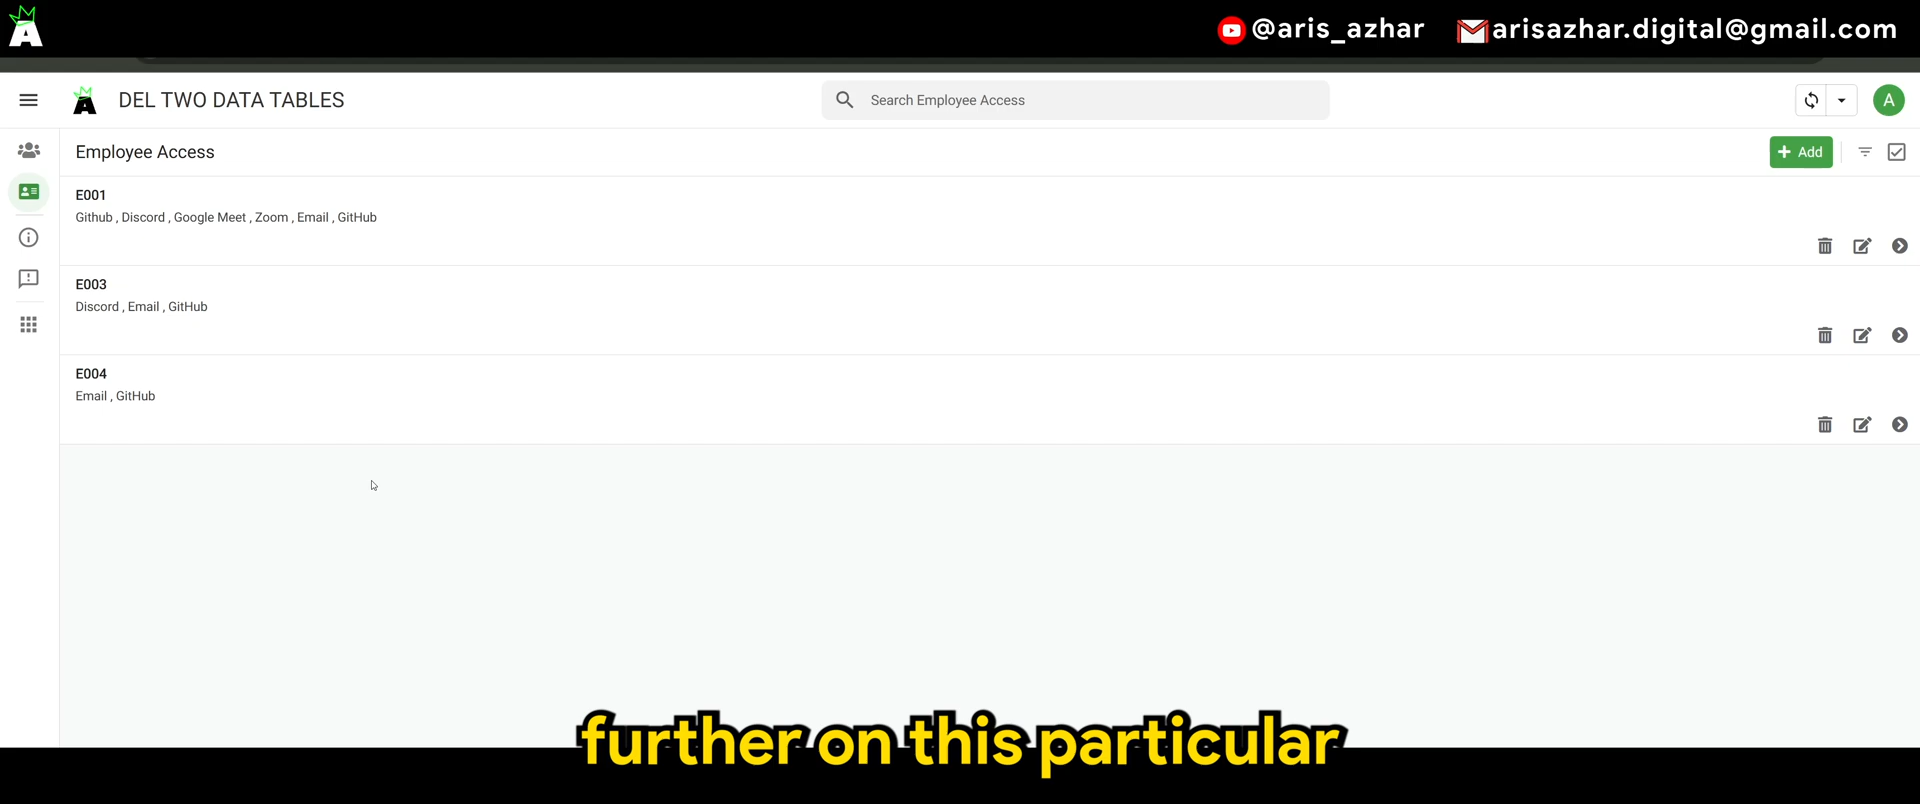 @aris_azhar arisazhar.digital@gmail.com
DEL TWO DATA TABLES
Search Employee Access
A
Employee Access
Add
E001
Github , Discord , Google Meet , Zoom , Email , GitHub
E003
Discord , Email , GitHub
E004
Email , GitHub
further on this particular